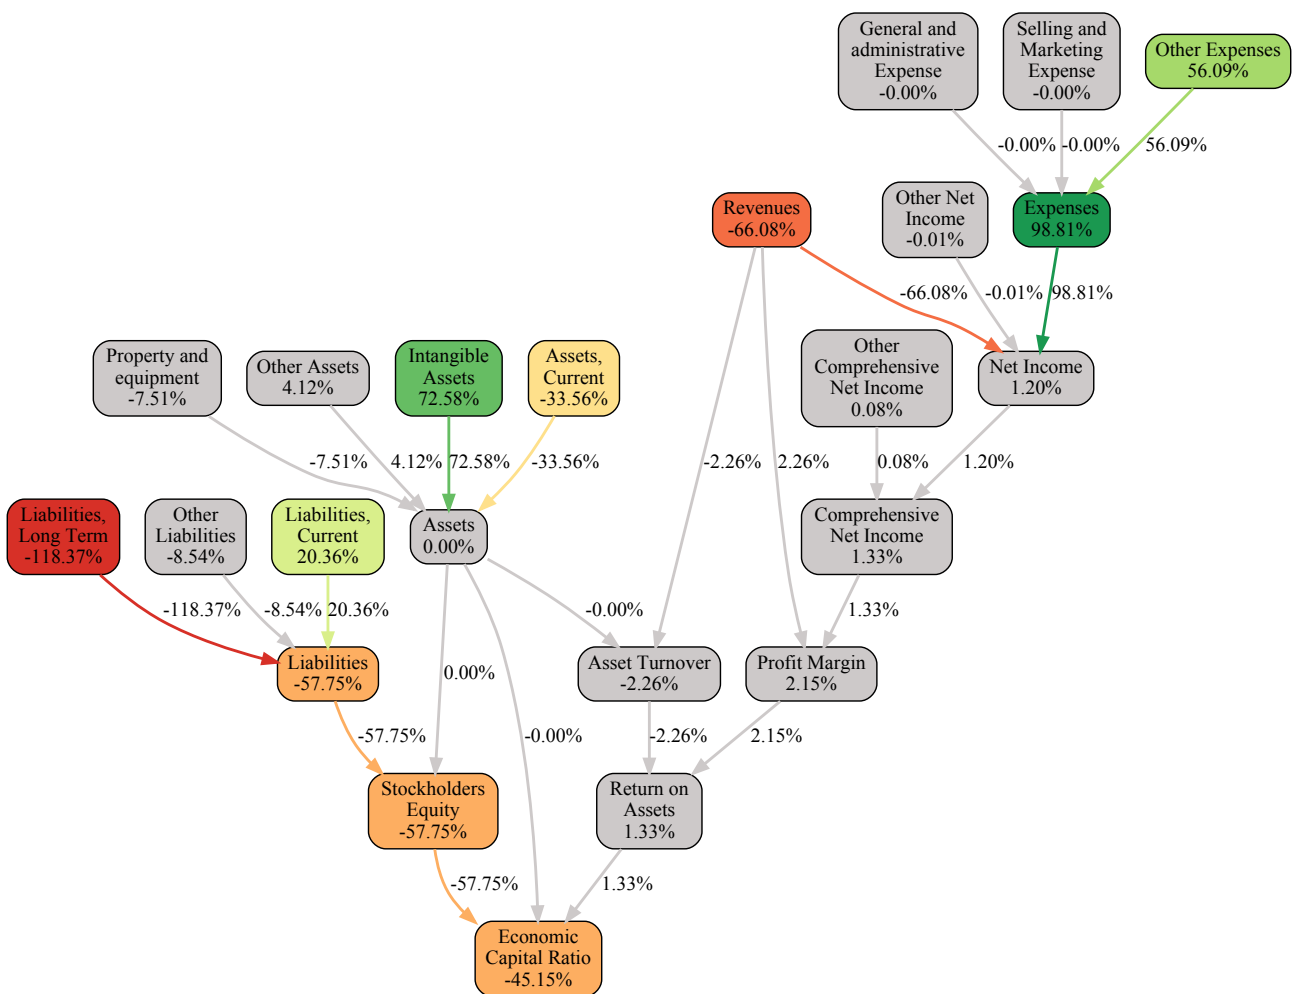 General and
administrative
Expense
-0.00%
Selling and
Marketing
Expense
-0.00%
Other Expenses
56.09%
-0.00%
-0.00%
56.09%
Revenues
-66.08%
Other Net
Income
-0.01%
Expenses
98.81%
-66.08%
-0.01%
98.81%
Property and
equipment
-7.51%
Other Assets
4.12%
Intangible
Assets
72.58%
Assets,
Current
-33.56%
Other
Comprehensive
Net Income
0.08%
Net Income
1.20%
-7.51%
4.12%
72.58%
-33.56%
-2.26%
2.26%
0.08%
1.20%
Liabilities,
Long Term
-118.37%
Other
Liabilities
-8.54%
Liabilities,
Current
20.36%
Assets
0.00%
Comprehensive
Net Income
1.33%
-118.37%
-8.54%
20.36%
-0.00%
1.33%
Liabilities
-57.75%
0.00%
Asset Turnover
-2.26%
Profit Margin
2.15%
-57.75%
-0.00%
-2.26%
2.15%
Stockholders
Equity
-57.75%
Return on
Assets
1.33%
-57.75%
1.33%
Economic
Capital Ratio
-45.15%